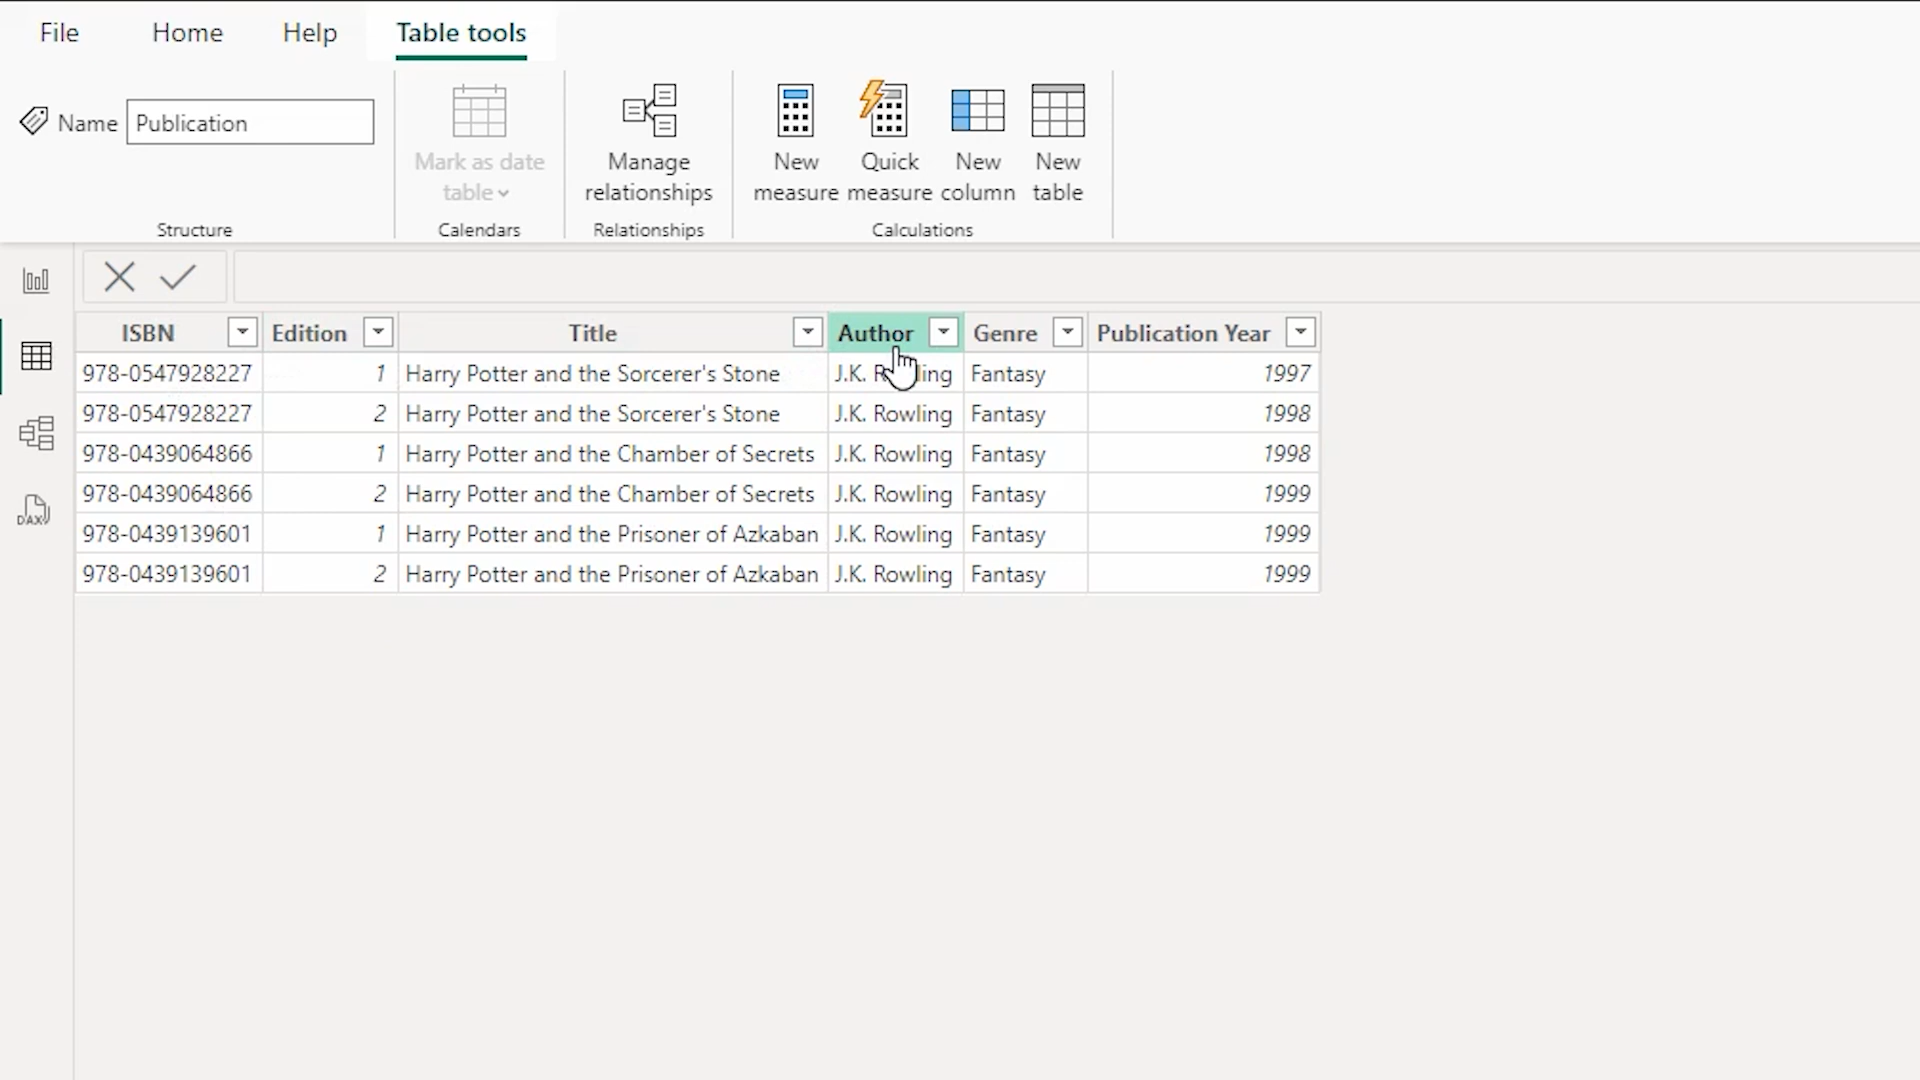 File Home Help Table tools
Name Publication
Mark as date table
Manage relationships
New measure
Quick measure
New column
New table
Structure Calendars Relationships Calculations
DAX
ISBN Edition Title Author Genre Publication Year
978-0547928227 1 Harry Potter and the Sorcerer's Stone J.K. Rowling Fantasy 1997
978-0547928227 2 Harry Potter and the Sorcerer's Stone J.K. Rowling Fantasy 1998
978-0439064866 1 Harry Potter and the Chamber of Secrets J.K. Rowling Fantasy 1998
978-0439064866 2 Harry Potter and the Chamber of Secrets J.K. Rowling Fantasy 1999
978-0439139601 1 Harry Potter and the Prisoner of Azkaban J.K. Rowling Fantasy 1999
978-0439139601 2 Harry Potter and the Prisoner of Azkaban J.K. Rowling Fantasy 1999